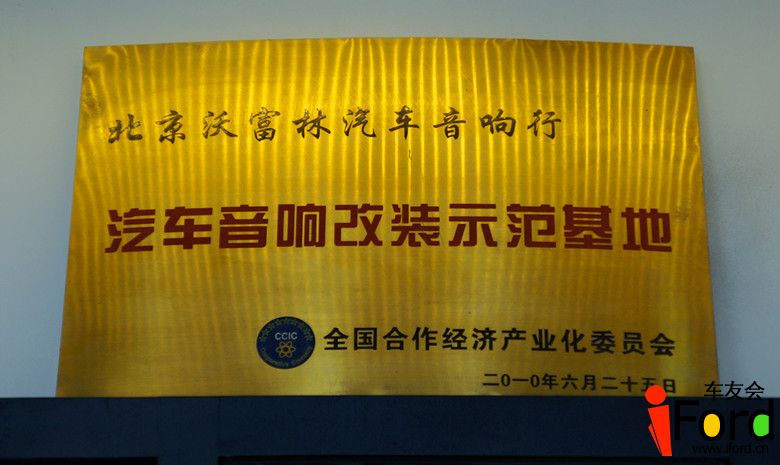 北京沃富林汽车音响行
汽车音响改装示范基地
CCIC
全国合作经济产业化委员会
二0一0年六月二十五日
车友会
iFord
www.iford.cn